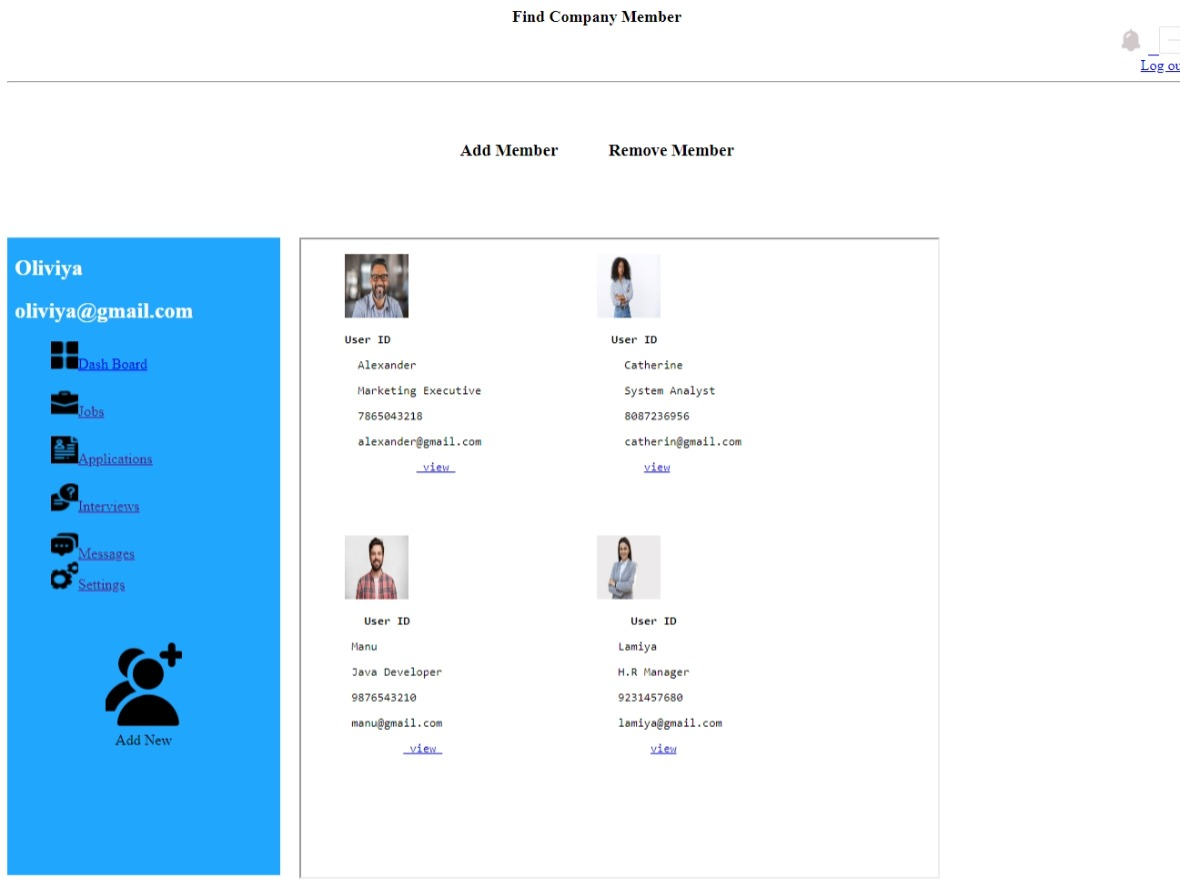 Find Company Member
Log ou
Add Member Remove Member
Oliviya
oliviya@gmail.com
Dash Board
Jobs
Applications
Interviews
Messages
Settings
Add New
User ID
Alexander
Marketing Executive
7865043218
alexander@gmail.com
view
User ID
Catherine
System Analyst
8087236956
catherin@gmail.com
view
User ID
Manu
Java Developer
9876543210
manu@gmail.com
view
User ID
Lamiya
H.R Manager
9231457680
lamiya@gmail.com
view